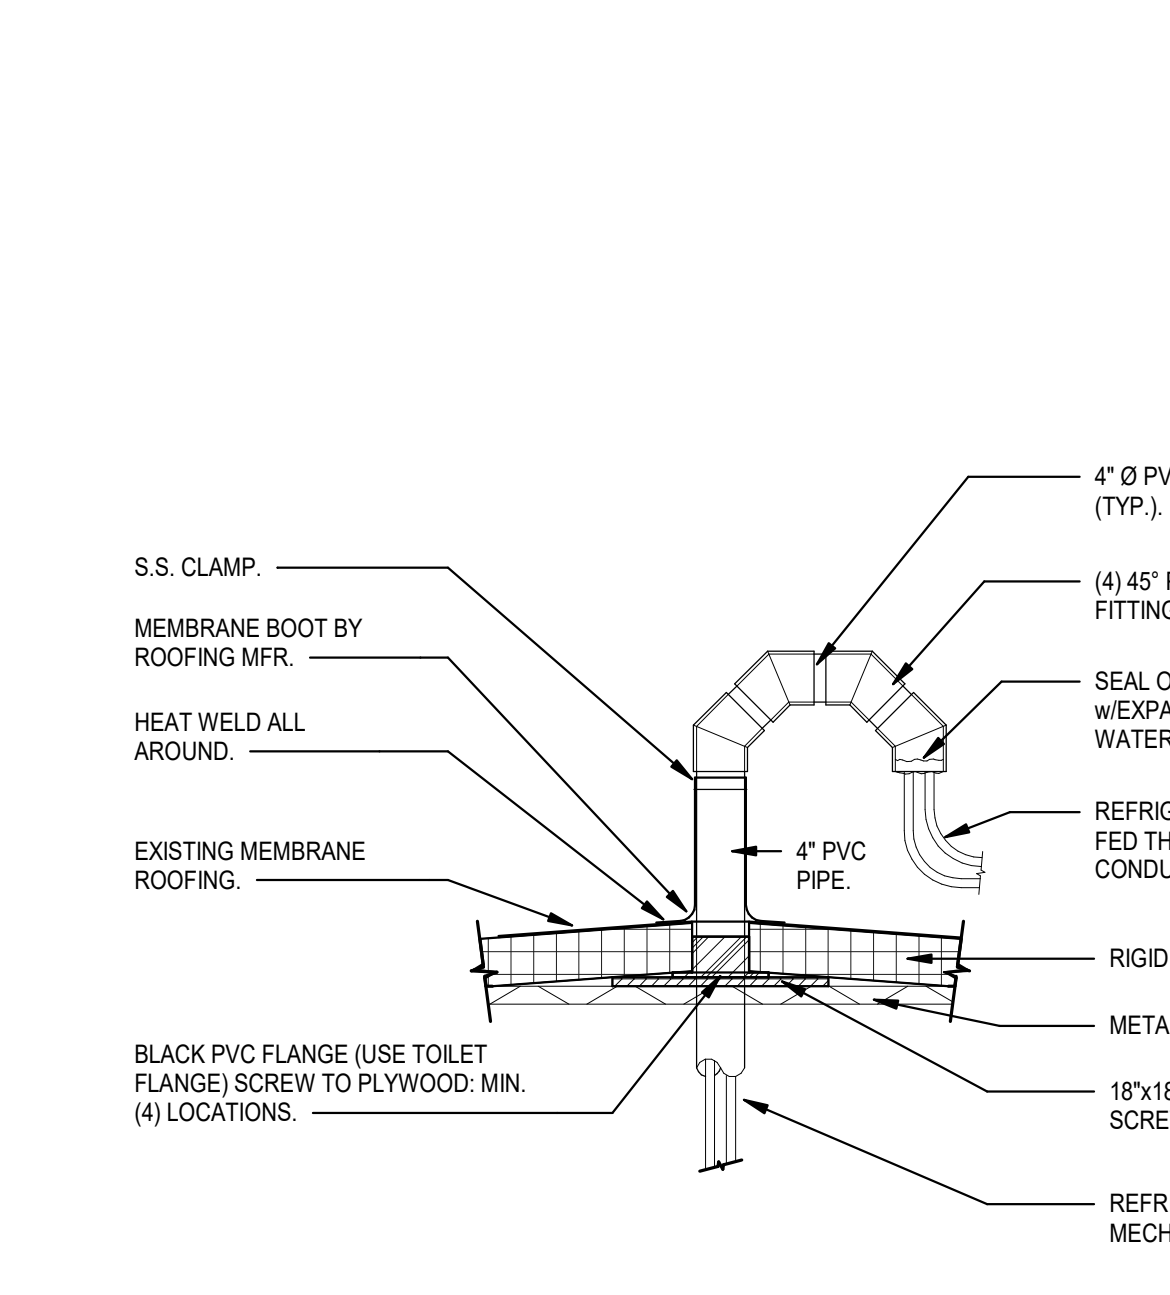 S.S. CLAMP.
MEMBRANE BOOT BY
ROOFING MFR.
HEAT WELD ALL
AROUND.
EXISTING MEMBRANE
ROOFING.
BLACK PVC FLANGE (USE TOILET
FLANGE) SCREW TO PLYWOOD: MIN.
(4) LOCATIONS.
4" PVC
PIPE.
4" Ø PV
(TYP.).
(4) 45°
FITTING
SEAL O
w/EXPA
WATER
REFRIG
FED TH
CONDU
RIGID
META
18"x18
SCRE
REFR
MECH